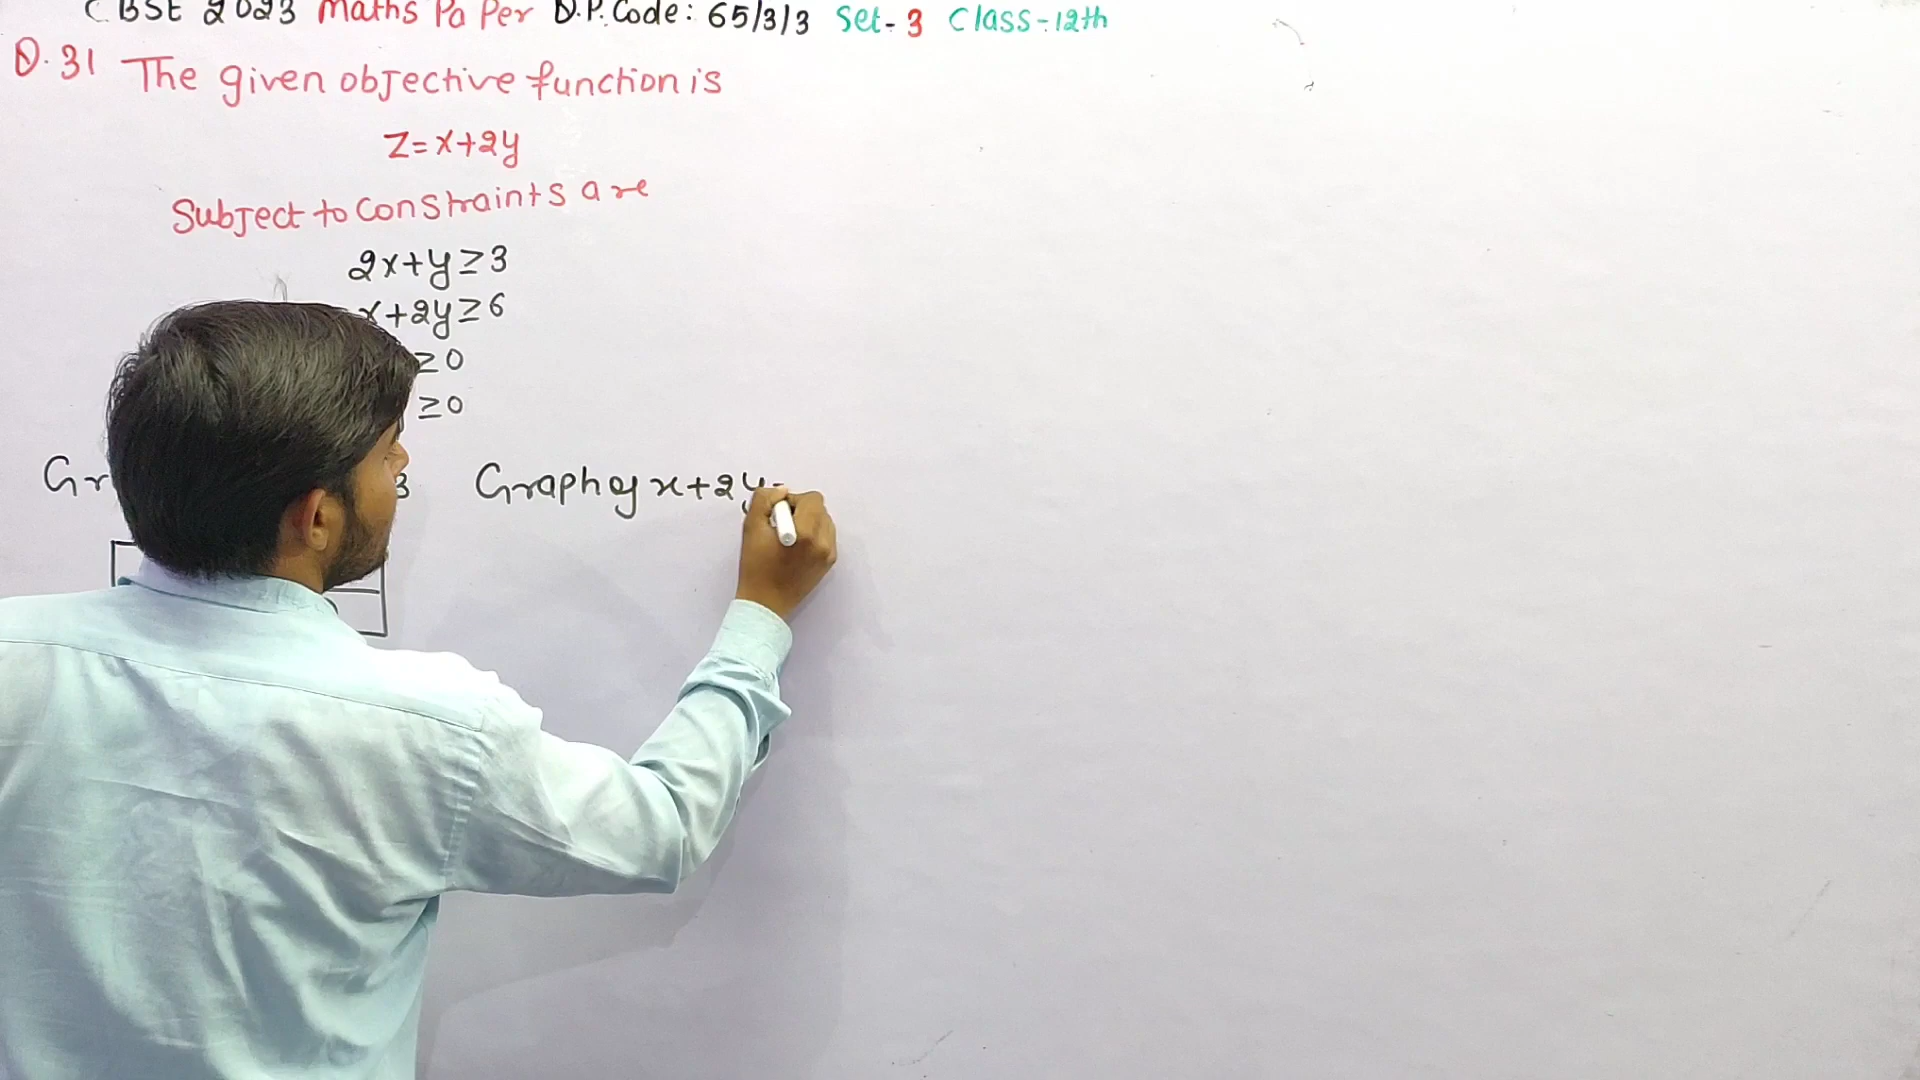 CBSE 2023 Maths Paper Q.P. Code: 65/3/3 Set-3 Class-:12th
Q.31 The given objective function is
Z=x+2y
Subject to Constraints are
2x+y≥3
x+2y≥6
≥0
≥0
Gr 3 Graph of x+2y=